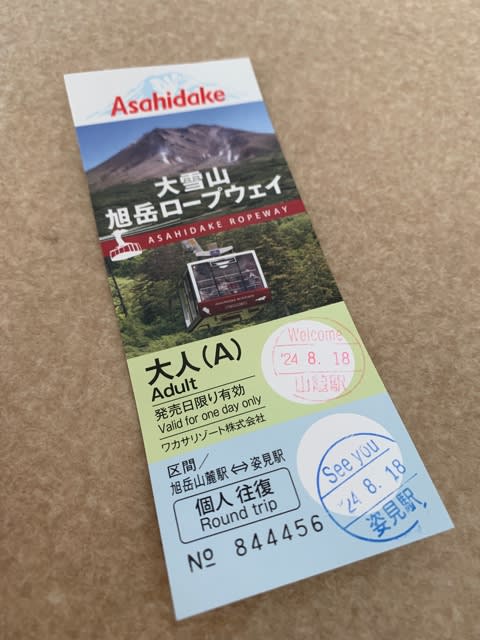 Asahidake
大雪山
旭岳ロープウェイ
ASAHIDAKE ROPEWAY
大人(A)
Adult
発売日限り有効
Valid for one day only
ワカサリゾート株式会社
Welcome
'24 8. 18
山麓駅
区間/
旭岳山麓駅⇔姿見駅
個人 往復
Round trip
№ 844456
See you
'24 8. 18
姿見駅